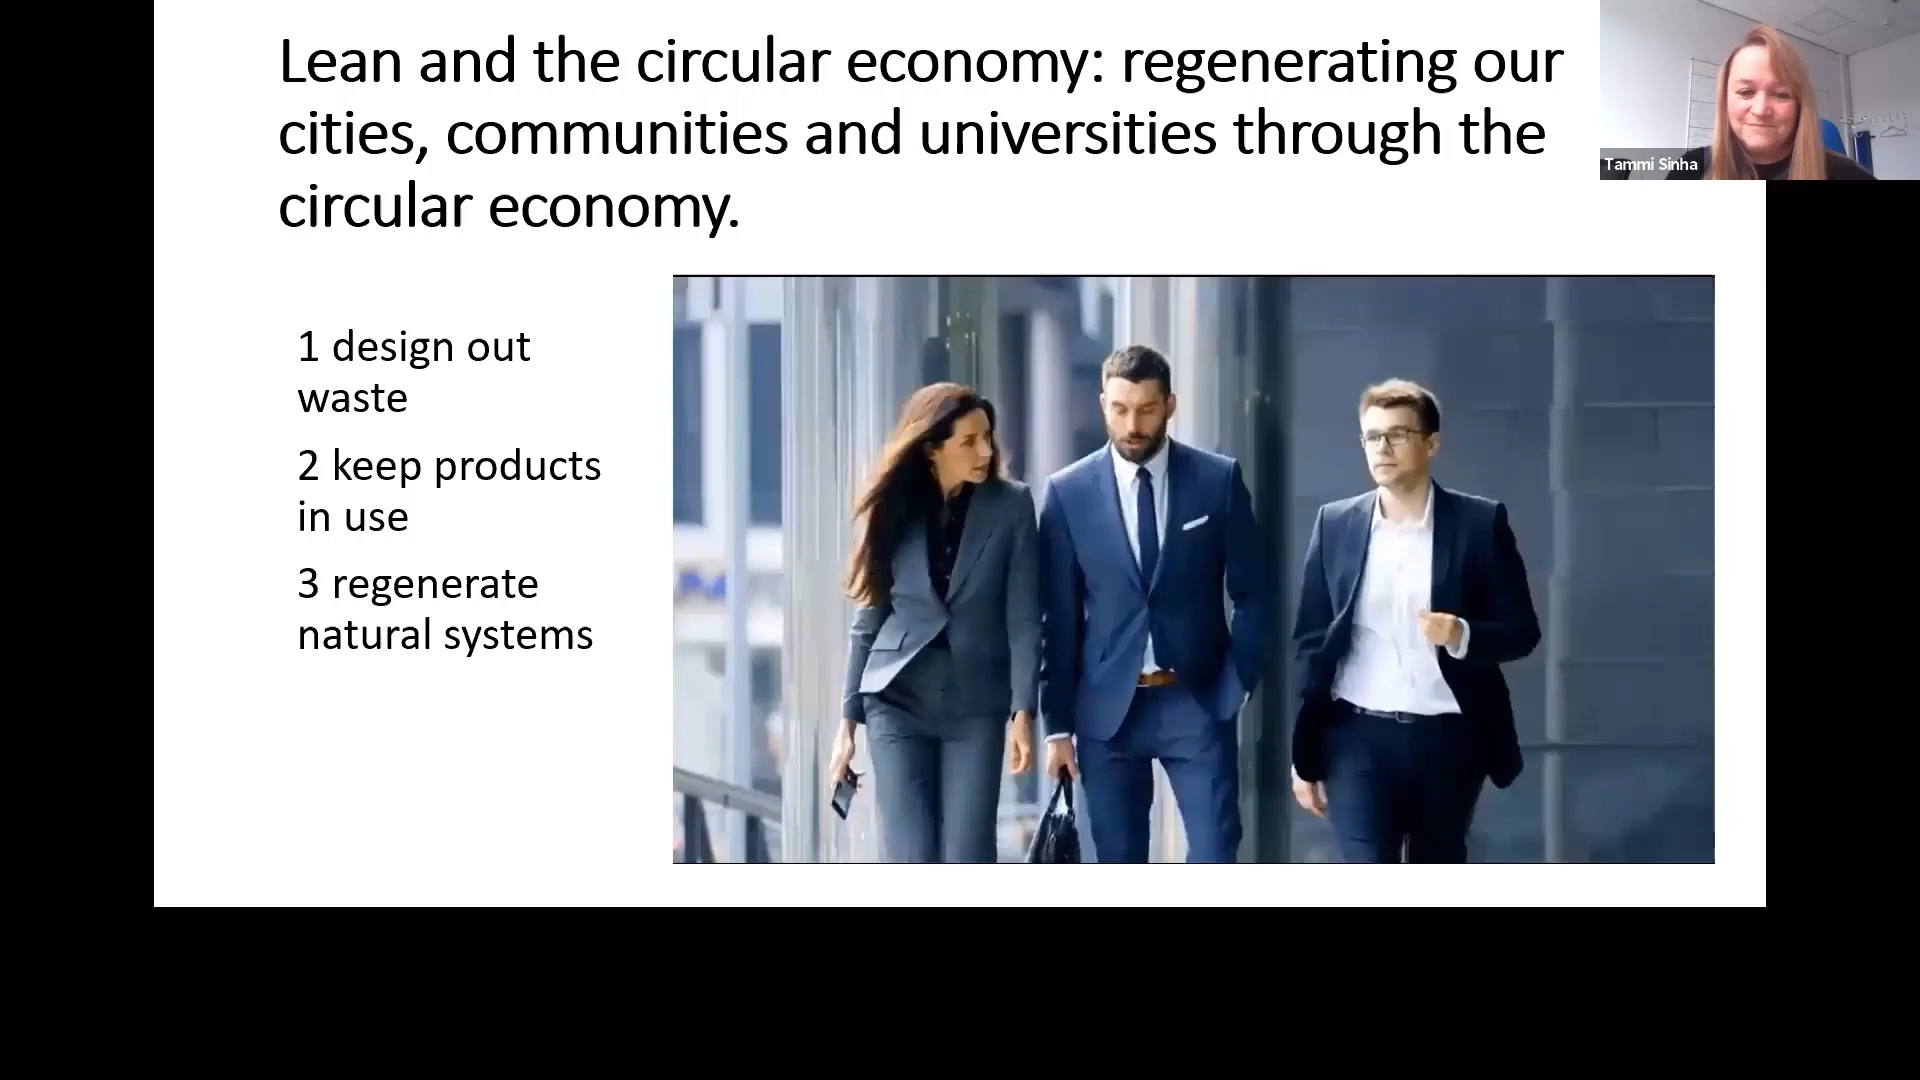 Lean and the circular economy: regenerating our
cities, communities and universities through the
circular economy.
Tammi Sinha
1 design out
waste
2 keep products
in use
3 regenerate
natural systems